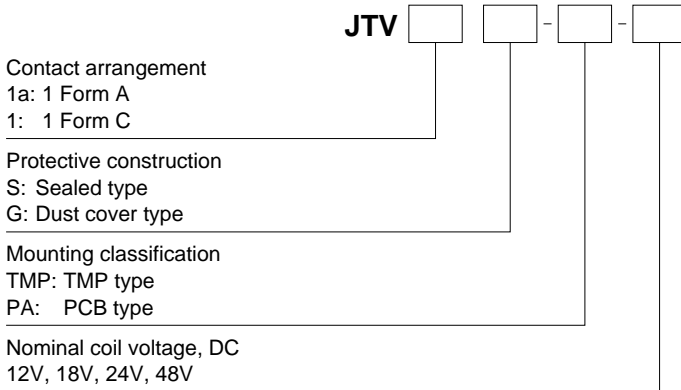 JTV - -
Contact arrangement
1a: 1 Form A
1: 1 Form C
Protective construction
S: Sealed type
G: Dust cover type
Mounting classification
TMP: TMP type
PA: PCB type
Nominal coil voltage, DC
12V, 18V, 24V, 48V